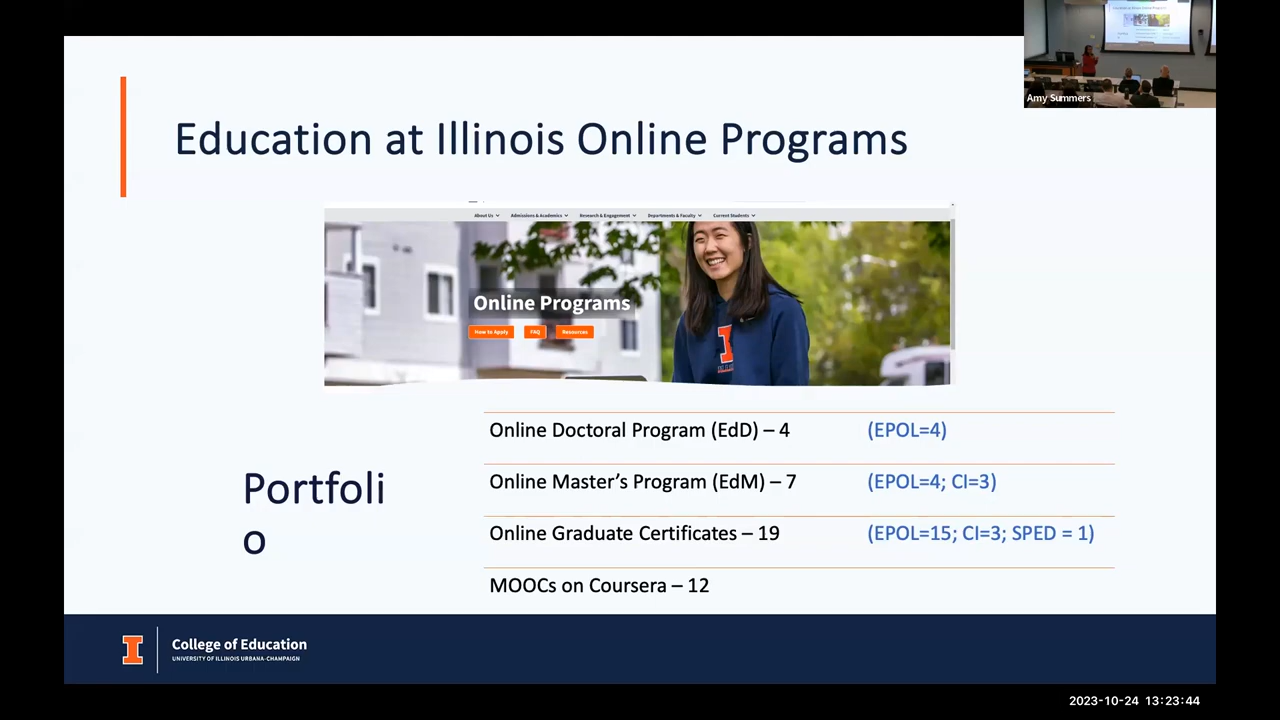 Amy Summers
Education at Illinois Online Programs
About Us Admissions & Academics Research & Engagement Departments & Faculty Current Students
Online Programs
How to Apply FAQ Resources
Portfoli
o
Online Doctoral Program (EdD) – 4 (EPOL=4)
Online Master’s Program (EdM) – 7 (EPOL=4; CI=3)
Online Graduate Certificates – 19 (EPOL=15; CI=3; SPED = 1)
MOOCs on Coursera – 12
I
College of Education
UNIVERSITY OF ILLINOIS URBANA-CHAMPAIGN
2023-10-24 13:23:44